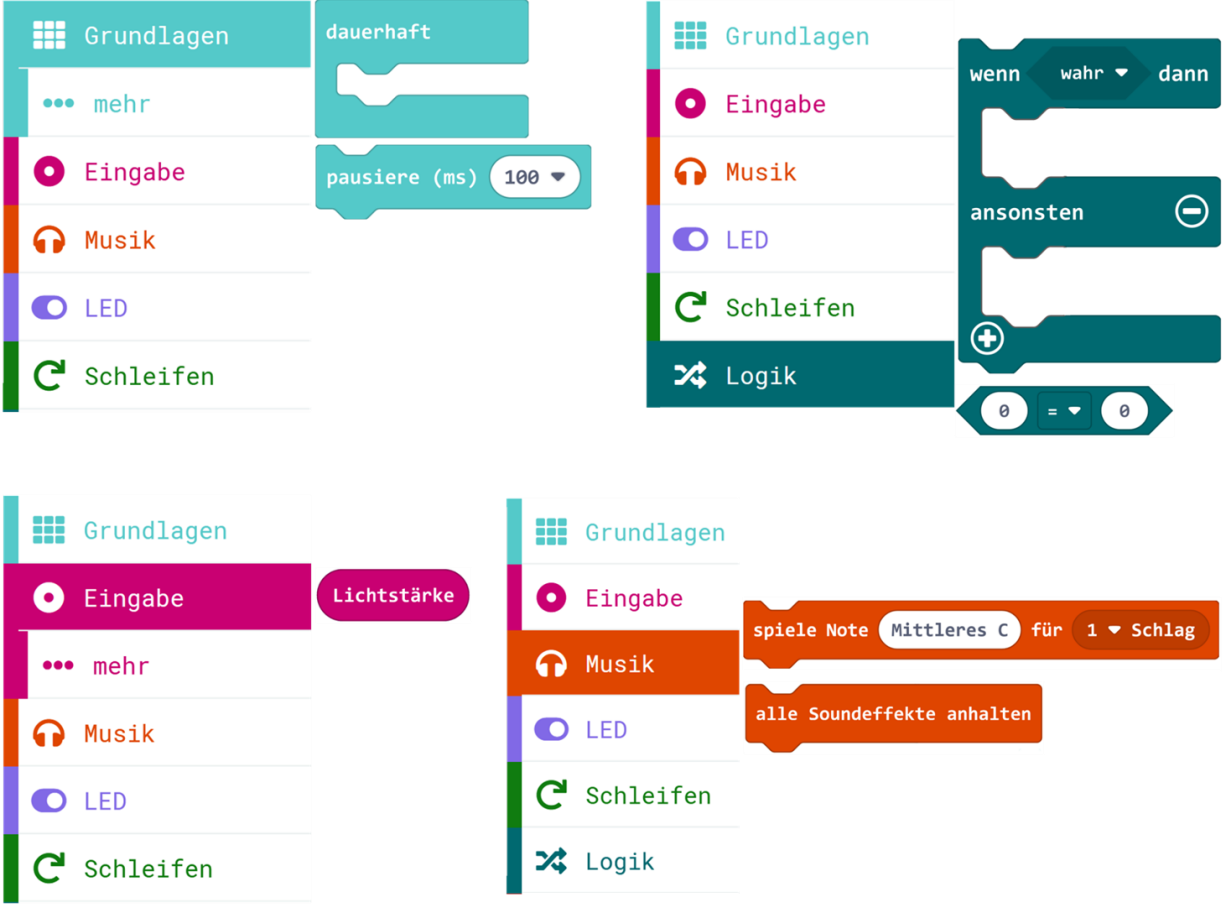 Grundlagen
mehr
Eingabe
Musik
LED
Schleifen
dauerhaft
pausiere (ms) 100
Grundlagen
Eingabe
Musik
LED
Schleifen
Logik
wenn wahr dann
ansonsten
0 = 0
Grundlagen
Eingabe
mehr
Musik
LED
Schleifen
Lichtstärke
Grundlagen
Eingabe
Musik
LED
Schleifen
Logik
spiele Note Mittleres C für 1 Schlag
alle Soundeffekte anhalten